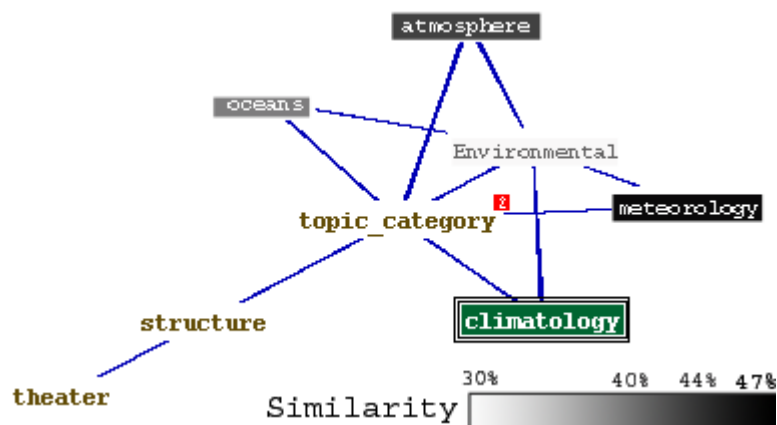 atmosphere
oceans
Environmental
meteorology
topic_category
2
structure
climatology
theater
30% 40% 44% 47%
Similarity